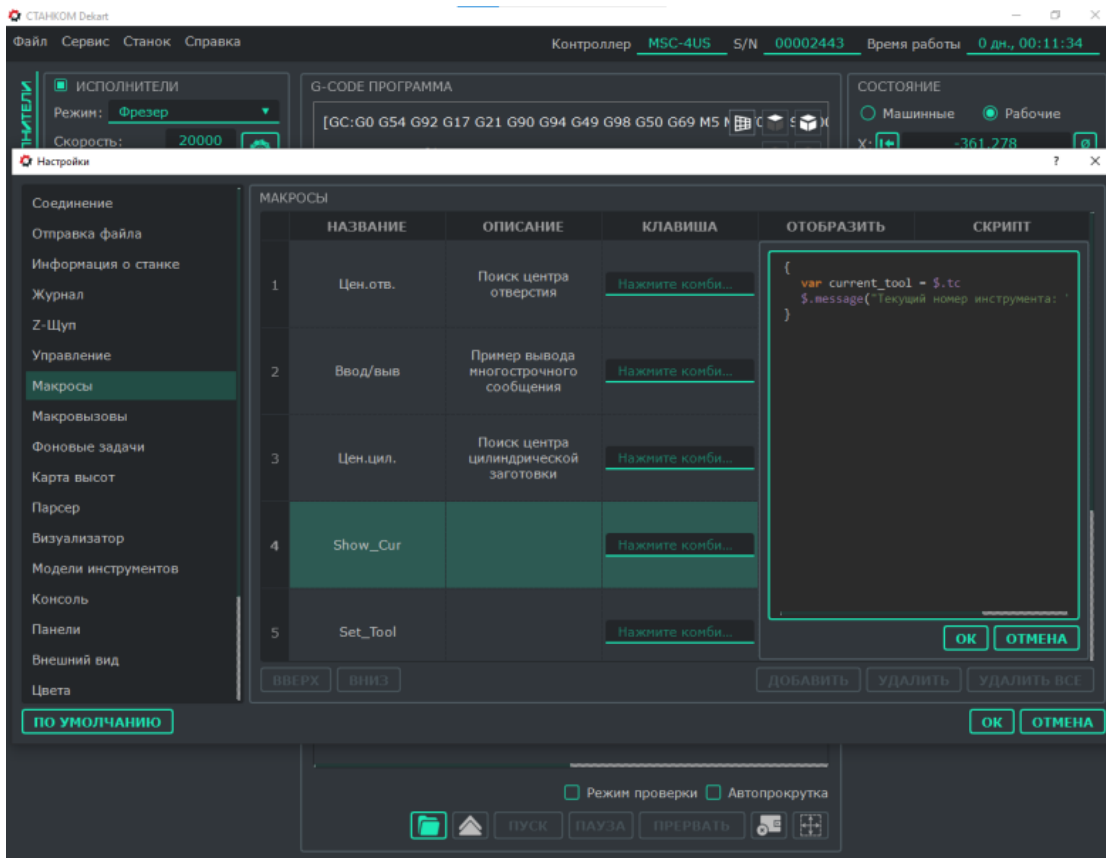 СТАНКОМ Dekart
Файл Сервис Станок Справка
Контроллер MSC-4US S/N 00002443 Время работы 0 дн., 00:11:34
ИСПОЛНИТЕЛИ
Режим: Фрезер
Скорость: 20000
G-CODE ПРОГРАММА
[GC:G0 G54 G92 G17 G21 G90 G94 G49 G98 G50 G69 M5
СОСТОЯНИЕ
Машинные Рабочие
X: -361.278
Настройки
Соединение
Отправка файла
Информация о станке
Журнал
Z-Щуп
Управление
Макросы
Макровызовы
Фоновые задачи
Карта высот
Парсер
Визуализатор
Модели инструментов
Консоль
Панели
Внешний вид
Цвета
ПО УМОЛЧАНИЮ
МАКРОСЫ
НАЗВАНИЕ ОПИСАНИЕ КЛАВИША ОТОБРАЗИТЬ СКРИПТ
1 Цен.отв. Поиск центра отверстия Нажмите комби...
2 Ввод/выв Пример вывода многострочного сообщения Нажмите комби...
3 Цен.цил. Поиск центра цилиндрической заготовки Нажмите комби...
4 Show_Cur Нажмите комби...
5 Set_Tool Нажмите комби...
{
var current_tool = $.tc
$.message("Текущий номер инструмента: '
}
ОК ОТМЕНА
ВВЕРХ ВНИЗ ДОБАВИТЬ УДАЛИТЬ УДАЛИТЬ ВСЕ
ОК ОТМЕНА
Режим проверки Автопрокрутка
ПУСК ПАУЗА ПРЕРВАТЬ